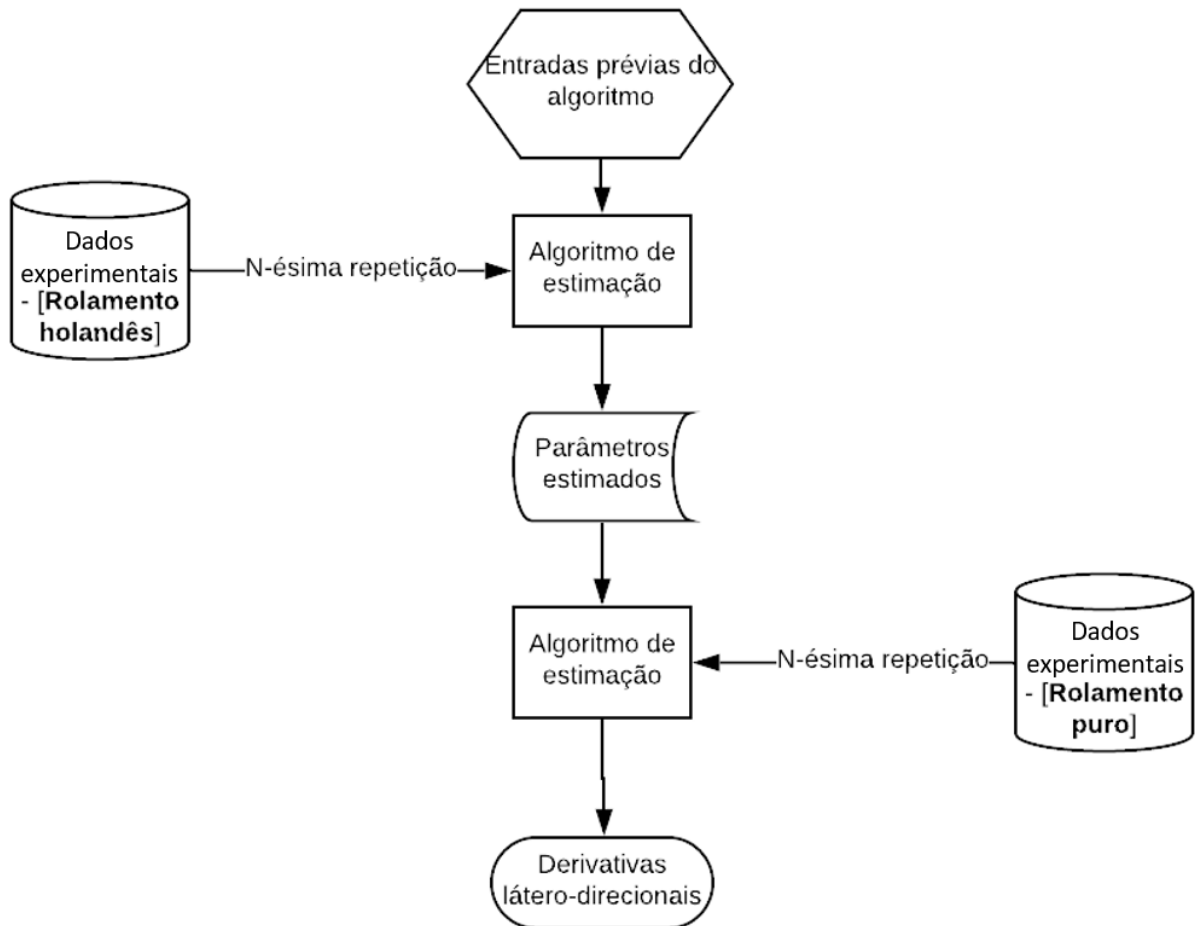 Entradas prévias do
algoritmo
Dados
experimentais
- [Rolamento
holandês]
N-ésima repetição
Algoritmo de
estimação
Parâmetros
estimados
Algoritmo de
estimação
N-ésima repetição
Dados
experimentais
- [Rolamento
puro]
Derivativas
látero-direcionais